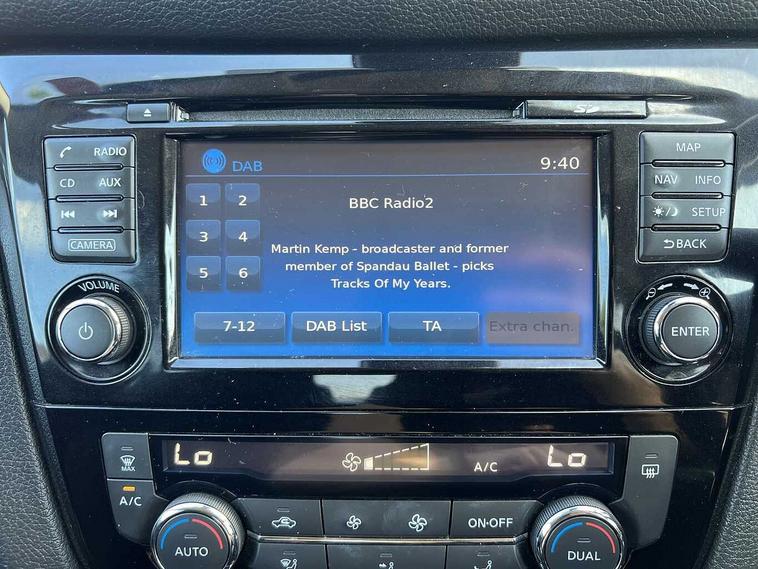 SD
RADIO
CD AUX
CAMERA
VOLUME
DAB 9:40
1 2
3 4
5 6
BBC Radio2
Martin Kemp - broadcaster and former
member of Spandau Ballet - picks
Tracks Of My Years.
7-12 DAB List TA Extra chan.
MAP
NAV INFO
SETUP
BACK
ENTER
MAX
Lo A/C Lo
A/C
ON·OFF
AUTO
DUAL